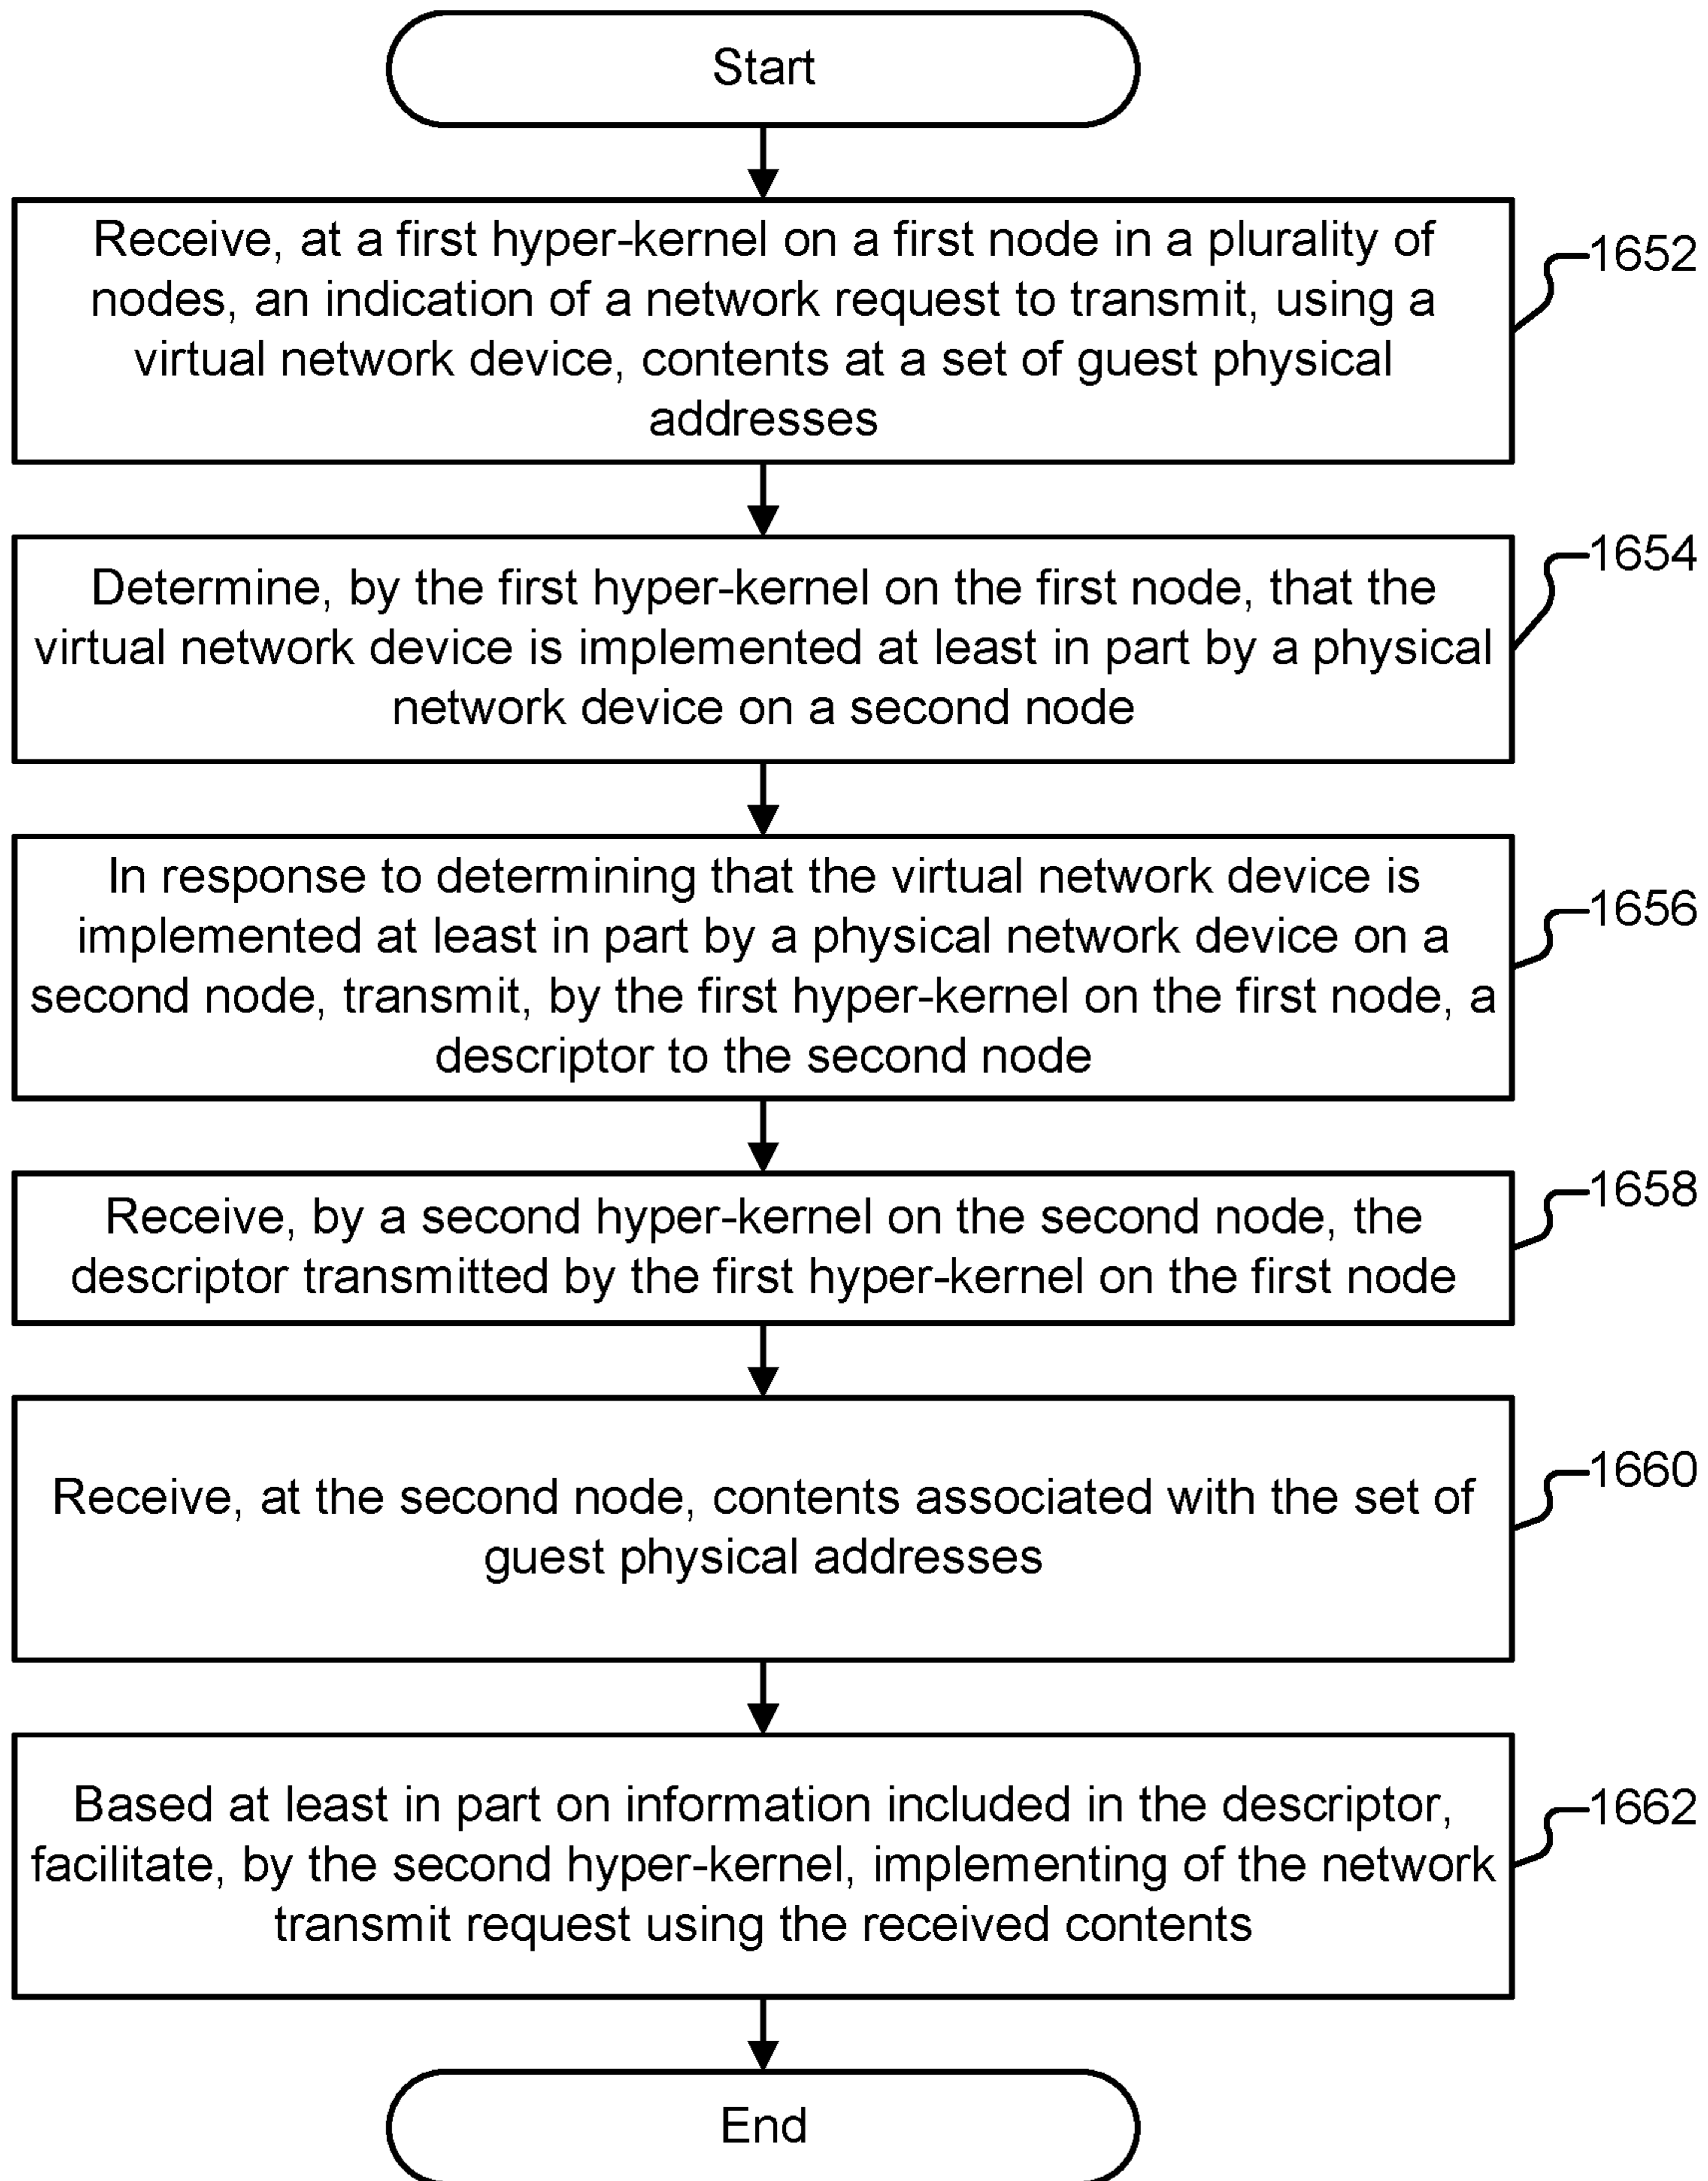 Start
Receive, at a first hyper-kernel on a first node in a plurality of
nodes, an indication of a network request to transmit, using a
virtual network device, contents at a set of guest physical
addresses
1652
Determine, by the first hyper-kernel on the first node, that the
virtual network device is implemented at least in part by a physical
network device on a second node
1654
In response to determining that the virtual network device is
implemented at least in part by a physical network device on a
second node, transmit, by the first hyper-kernel on the first node, a
descriptor to the second node
1656
Receive, by a second hyper-kernel on the second node, the
descriptor transmitted by the first hyper-kernel on the first node
1658
Receive, at the second node, contents associated with the set of
guest physical addresses
1660
Based at least in part on information included in the descriptor,
facilitate, by the second hyper-kernel, implementing of the network
transmit request using the received contents
1662
End